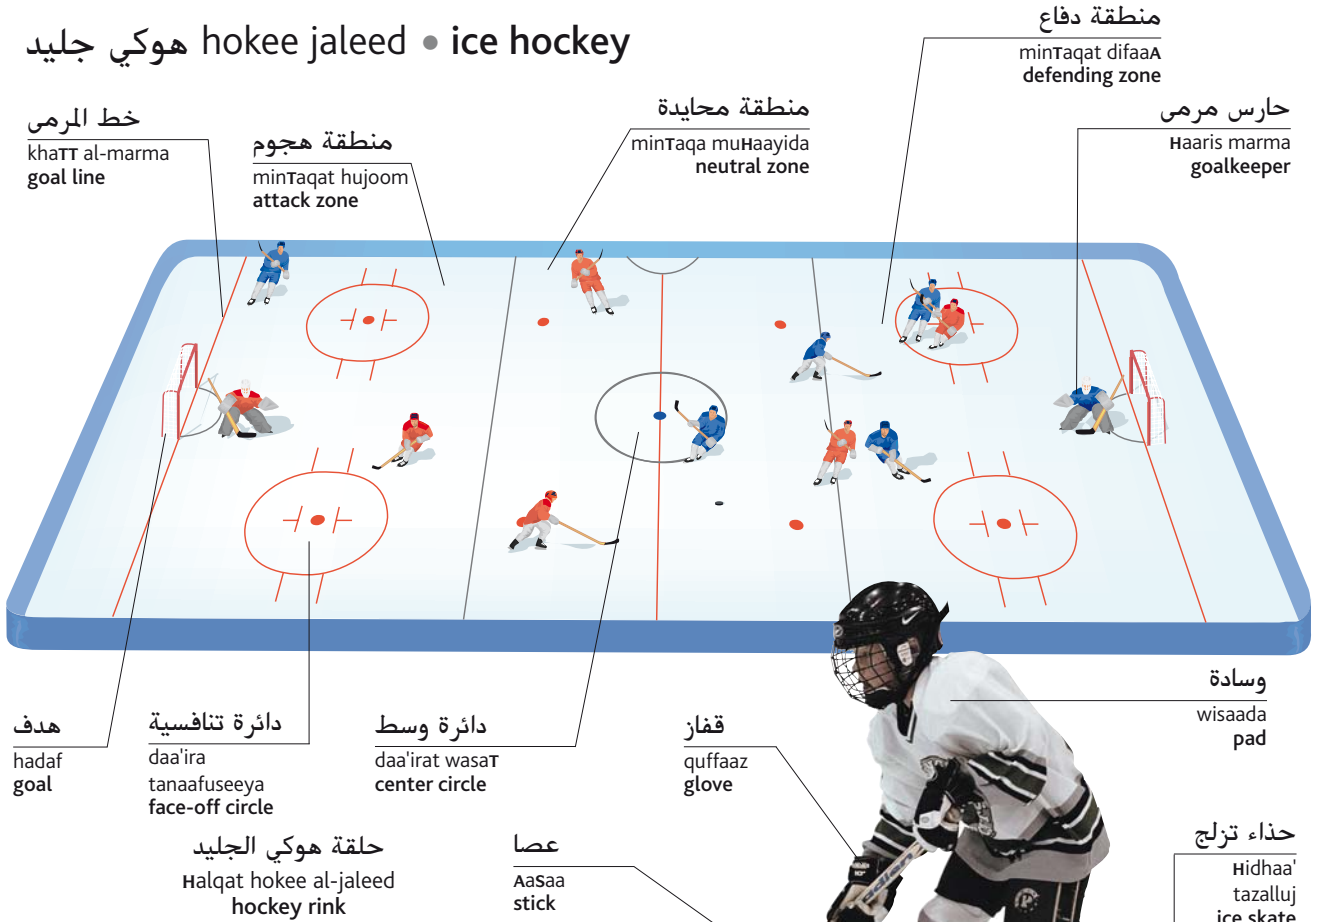 هوكي جليد hokee jaleed • ice hockey
منطقة دفاع
minTaqat difaaA
defending zone
خط المرمى
khaTT al-marma
goal line
منطقة هجوم
minTaqat hujoom
attack zone
منطقة محايدة
minTaqa muHaayida
neutral zone
حارس مرمى
Haaris marma
goalkeeper
هدف
hadaf
goal
دائرة تنافسية
daa'ira
tanaafuseeya
face-off circle
دائرة وسط
daa'irat wasaT
center circle
قفاز
quffaaz
glove
وسادة
wisaada
pad
حلقة هوكي الجليد
Halqat hokee al-jaleed
hockey rink
عصا
AaSaa
stick
حذاء تزلج
Hidhaa'
tazalluj
ice skate